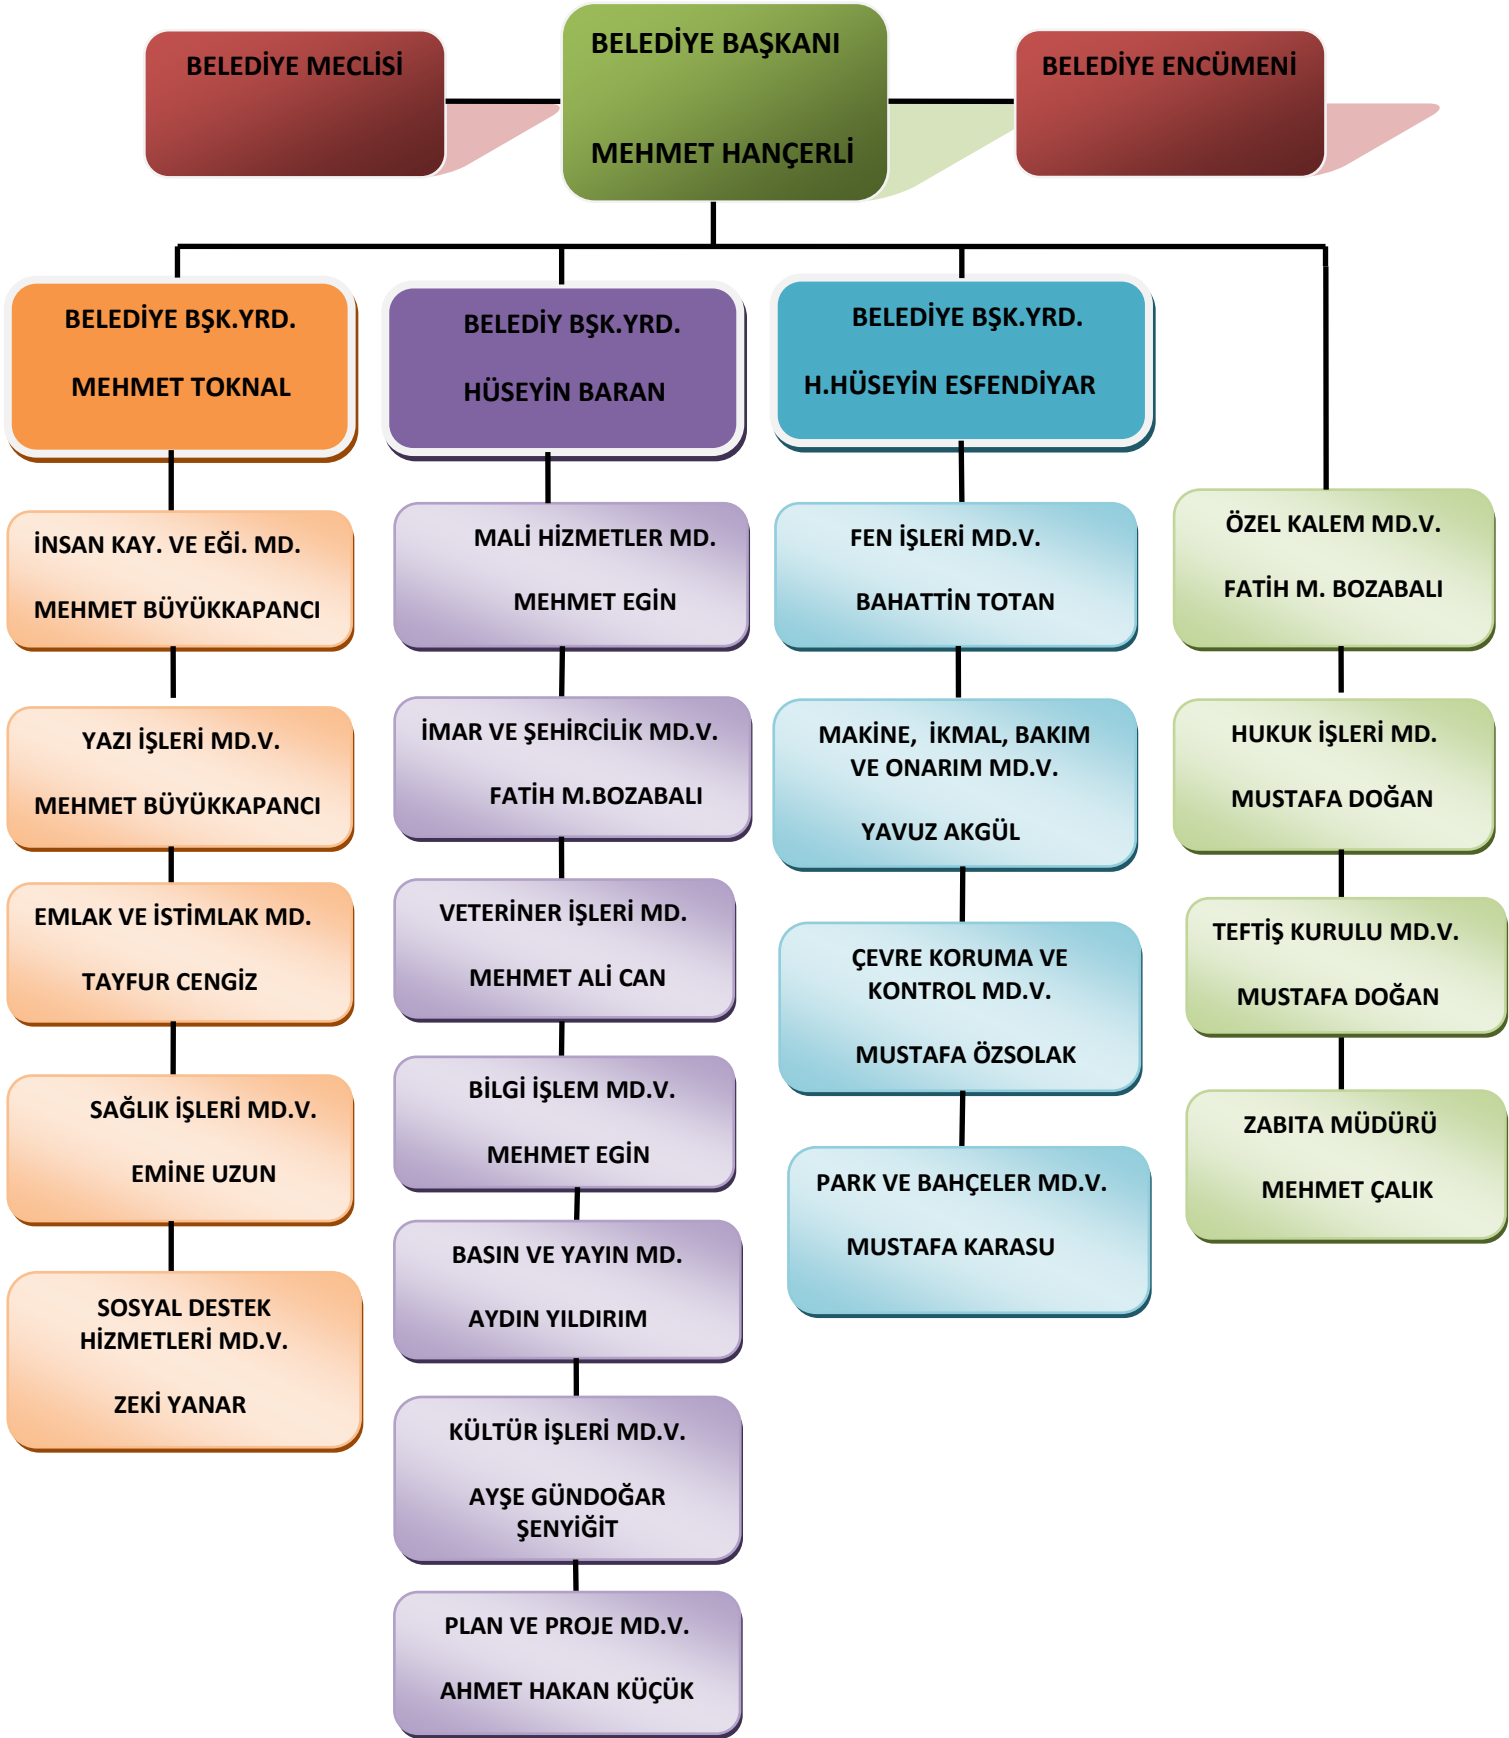 BELEDİYE MECLİSİ
BELEDİYE BAŞKANI
MEHMET HANÇERLİ
BELEDİYE ENCÜMENİ
BELEDİYE BŞK.YRD.
MEHMET TOKNAL
BELEDİY BŞK.YRD.
HÜSEYİN BARAN
BELEDİYE BŞK.YRD.
H.HÜSEYİN ESFENDİYAR
İNSAN KAY. VE EĞİ. MD.
MEHMET BÜYÜKKAPANCI
YAZI İŞLERİ MD.V.
MEHMET BÜYÜKKAPANCI
EMLAK VE İSTİMLAK MD.
TAYFUR CENGİZ
SAĞLIK İŞLERİ MD.V.
EMİNE UZUN
SOSYAL DESTEK
HİZMETLERİ MD.V.
ZEKİ YANAR
MALİ HİZMETLER MD.
MEHMET EGİN
İMAR VE ŞEHİRCİLİK MD.V.
FATİH M.BOZABALI
VETERİNER İŞLERİ MD.
MEHMET ALİ CAN
BİLGİ İŞLEM MD.V.
MEHMET EGİN
BASIN VE YAYIN MD.
AYDIN YILDIRIM
KÜLTÜR İŞLERİ MD.V.
AYŞE GÜNDOĞAR
ŞENYİĞİT
PLAN VE PROJE MD.V.
AHMET HAKAN KÜÇÜK
FEN İŞLERİ MD.V.
BAHATTİN TOTAN
MAKİNE, İKMAL, BAKIM
VE ONARIM MD.V.
YAVUZ AKGÜL
ÇEVRE KORUMA VE
KONTROL MD.V.
MUSTAFA ÖZSOLAK
PARK VE BAHÇELER MD.V.
MUSTAFA KARASU
ÖZEL KALEM MD.V.
FATİH M. BOZABALI
HUKUK İŞLERİ MD.
MUSTAFA DOĞAN
TEFTİŞ KURULU MD.V.
MUSTAFA DOĞAN
ZABITA MÜDÜRÜ
MEHMET ÇALIK